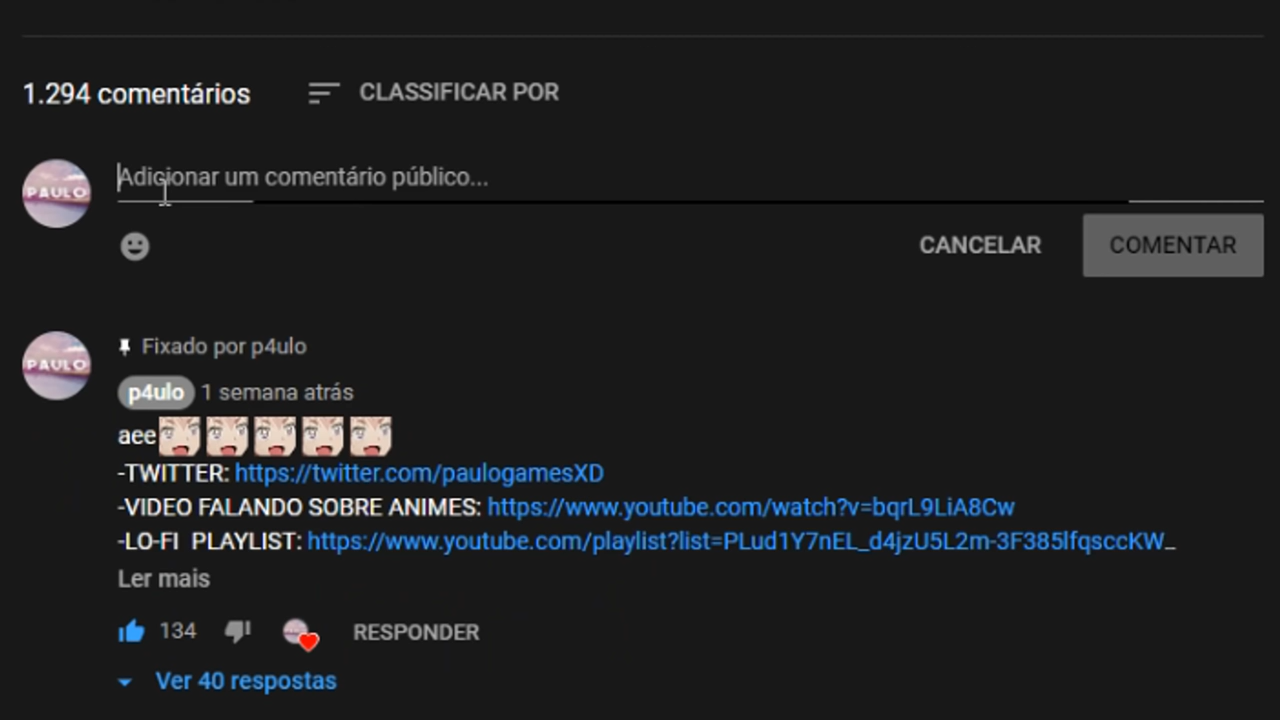 1.294 comentários
CLASSIFICAR POR
PAULO
Adicionar um comentário público...
CANCELAR
COMENTAR
PAULO
Fixado por p4ulo
p4ulo 1 semana atrás
aee
-TWITTER: https://twitter.com/paulogamesXD
-VIDEO FALANDO SOBRE ANIMES: https://www.youtube.com/watch?v=bqrL9LiA8Cw
-LO-FI  PLAYLIST: https://www.youtube.com/playlist?list=PLud1Y7nEL_d4jzU5L2m-3F385lfqsccKW_
Ler mais
134
RESPONDER
Ver 40 respostas